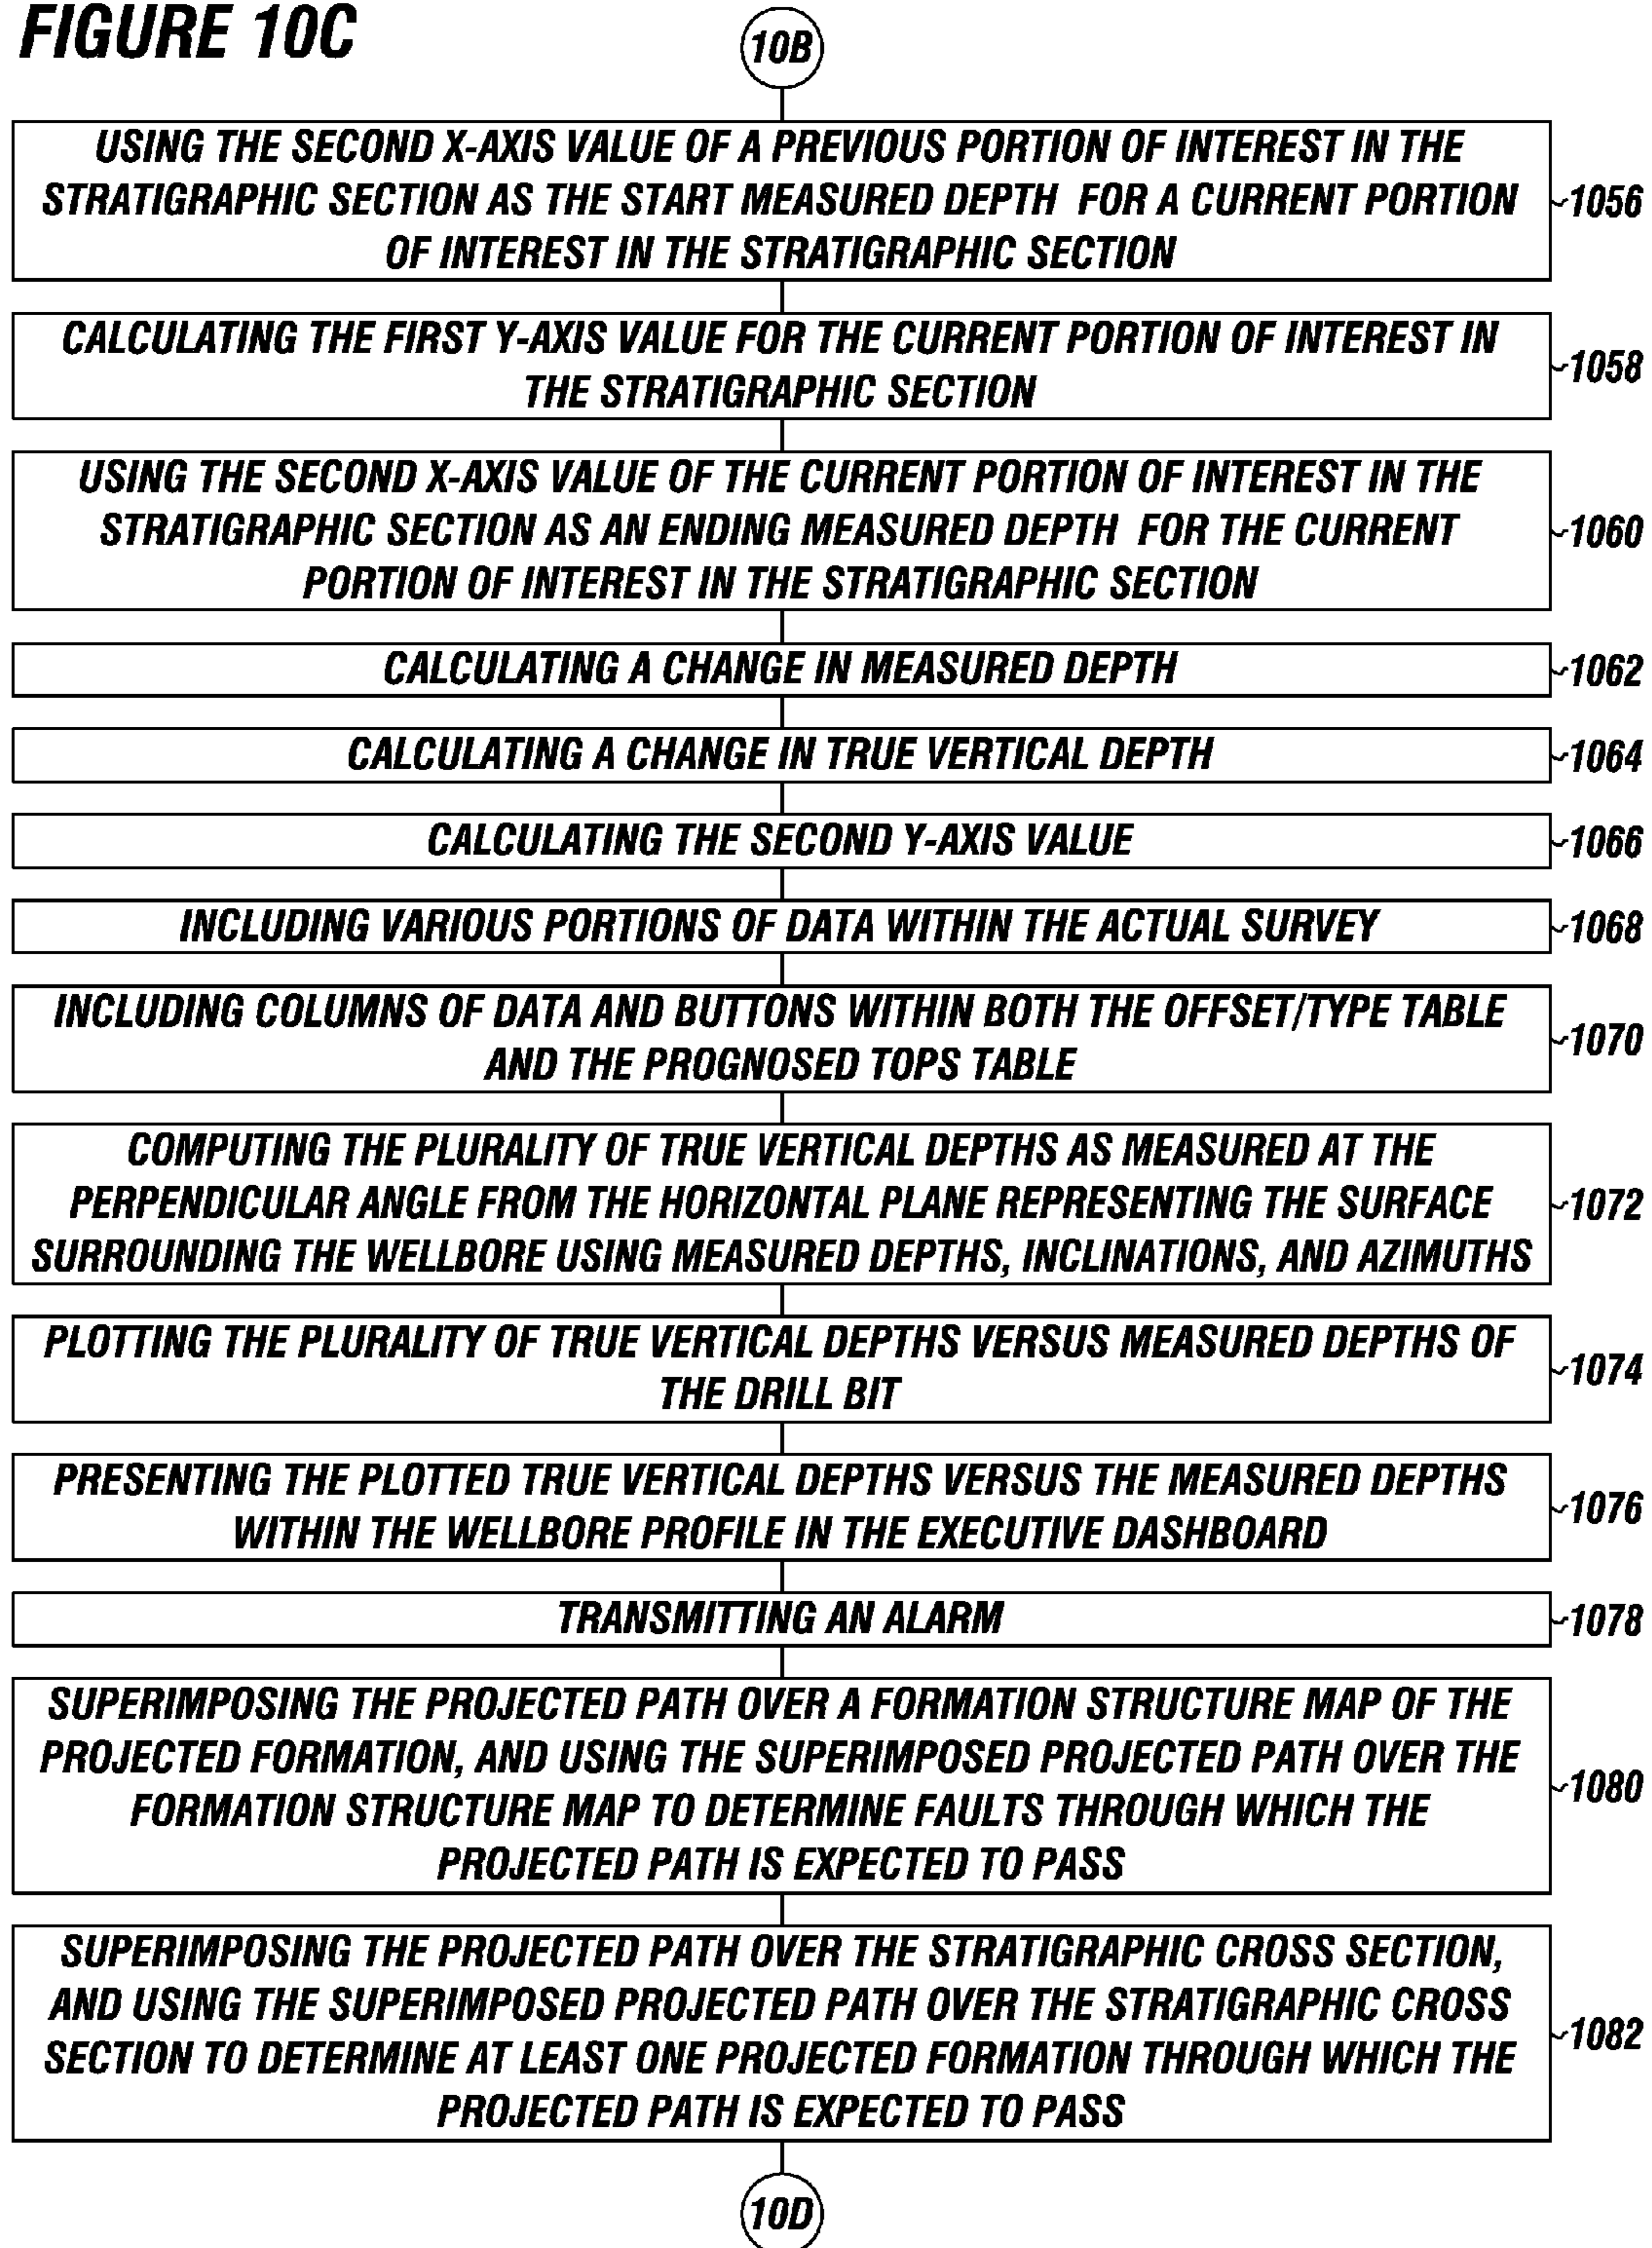 FIGURE 10C
10B
USING THE SECOND X-AXIS VALUE OF A PREVIOUS PORTION OF INTEREST IN THE
STRATIGRAPHIC SECTION AS THE START MEASURED DEPTH FOR A CURRENT PORTION
OF INTEREST IN THE STRATIGRAPHIC SECTION
1056
CALCULATING THE FIRST Y-AXIS VALUE FOR THE CURRENT PORTION OF INTEREST IN
THE STRATIGRAPHIC SECTION
1058
USING THE SECOND X-AXIS VALUE OF THE CURRENT PORTION OF INTEREST IN THE
STRATIGRAPHIC SECTION AS AN ENDING MEASURED DEPTH FOR THE CURRENT
PORTION OF INTEREST IN THE STRATIGRAPHIC SECTION
1060
CALCULATING A CHANGE IN MEASURED DEPTH
1062
CALCULATING A CHANGE IN TRUE VERTICAL DEPTH
1064
CALCULATING THE SECOND Y-AXIS VALUE
1066
INCLUDING VARIOUS PORTIONS OF DATA WITHIN THE ACTUAL SURVEY
1068
INCLUDING COLUMNS OF DATA AND BUTTONS WITHIN BOTH THE OFFSET/TYPE TABLE
AND THE PROGNOSED TOPS TABLE
1070
COMPUTING THE PLURALITY OF TRUE VERTICAL DEPTHS AS MEASURED AT THE
PERPENDICULAR ANGLE FROM THE HORIZONTAL PLANE REPRESENTING THE SURFACE
SURROUNDING THE WELLBORE USING MEASURED DEPTHS, INCLINATIONS, AND AZIMUTHS
1072
PLOTTING THE PLURALITY OF TRUE VERTICAL DEPTHS VERSUS MEASURED DEPTHS OF
THE DRILL BIT
1074
PRESENTING THE PLOTTED TRUE VERTICAL DEPTHS VERSUS THE MEASURED DEPTHS
WITHIN THE WELLBORE PROFILE IN THE EXECUTIVE DASHBOARD
1076
TRANSMITTING AN ALARM
1078
SUPERIMPOSING THE PROJECTED PATH OVER A FORMATION STRUCTURE MAP OF THE
PROJECTED FORMATION, AND USING THE SUPERIMPOSED PROJECTED PATH OVER THE
FORMATION STRUCTURE MAP TO DETERMINE FAULTS THROUGH WHICH THE
PROJECTED PATH IS EXPECTED TO PASS
1080
SUPERIMPOSING THE PROJECTED PATH OVER THE STRATIGRAPHIC CROSS SECTION,
AND USING THE SUPERIMPOSED PROJECTED PATH OVER THE STRATIGRAPHIC CROSS
SECTION TO DETERMINE AT LEAST ONE PROJECTED FORMATION THROUGH WHICH THE
PROJECTED PATH IS EXPECTED TO PASS
1082
10D